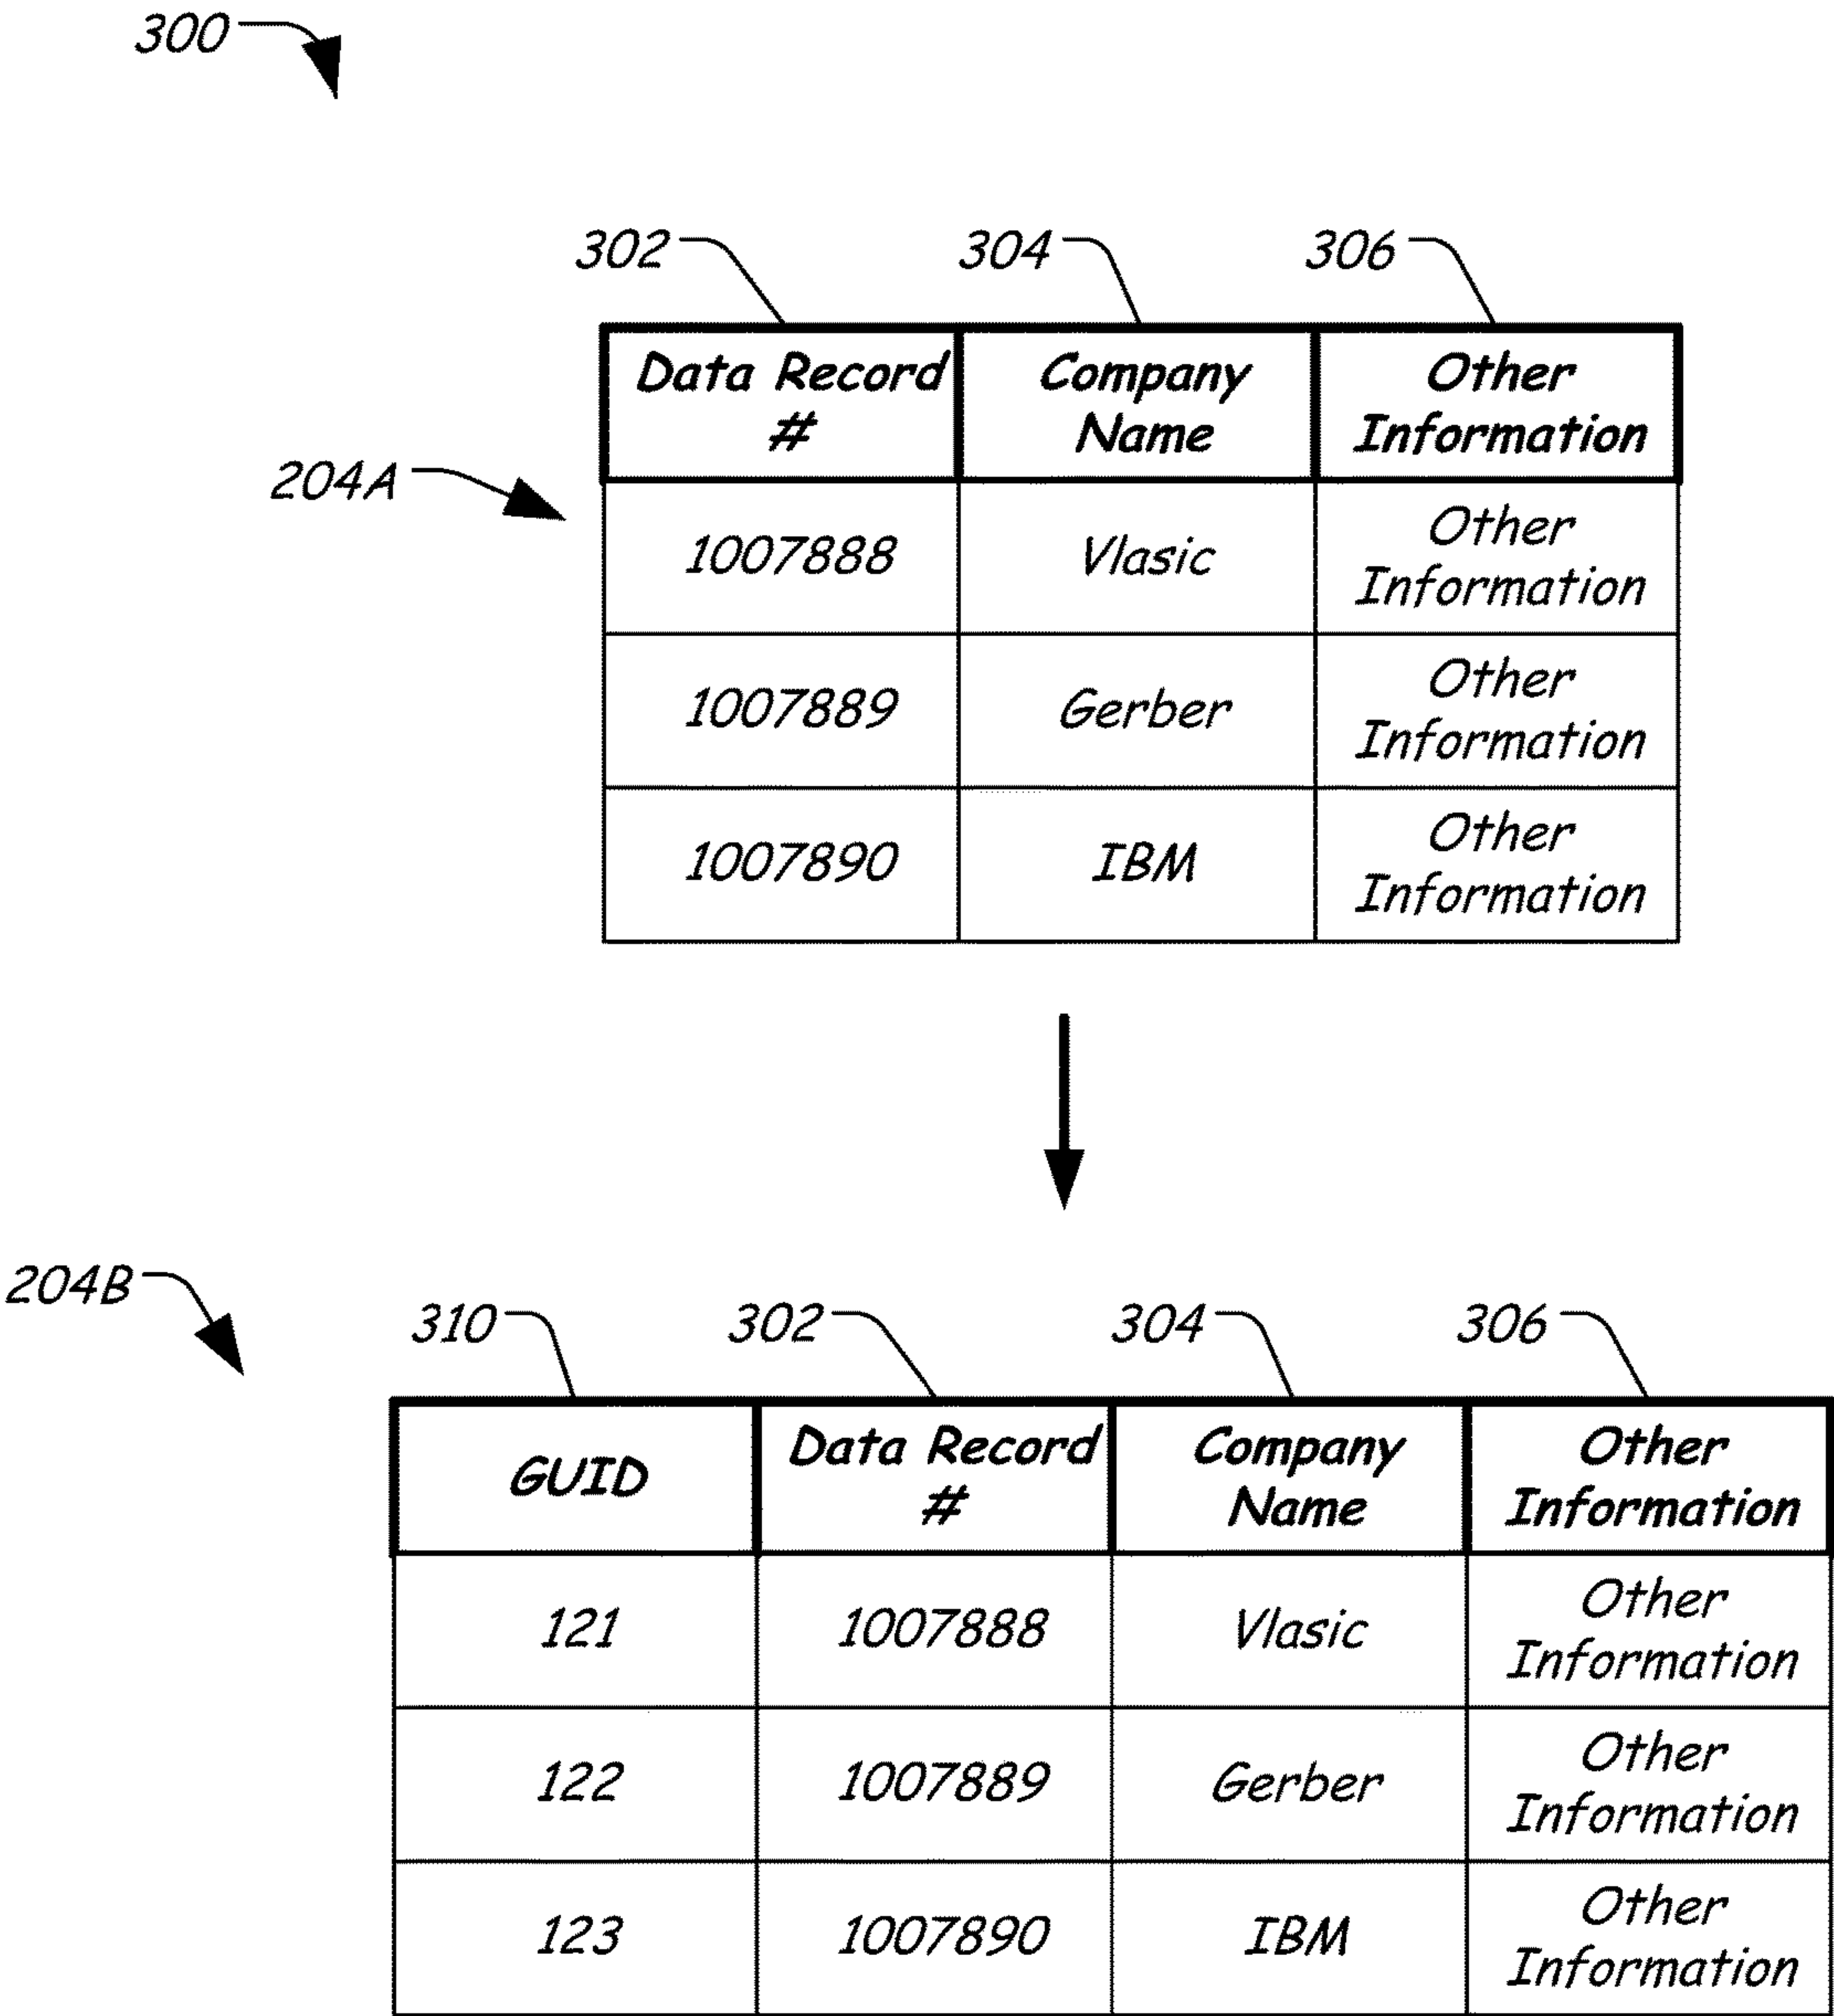 300
302 304 306
Data Record Company Other
# Name Information
204A
1007888 Vlasic Other
Information
1007889 Gerber Other
Information
1007890 IBM Other
Information
204B
310 302 304 306
GUID Data Record Company Other
# Name Information
121 1007888 Vlasic Other
Information
122 1007889 Gerber Other
Information
123 1007890 IBM Other
Information